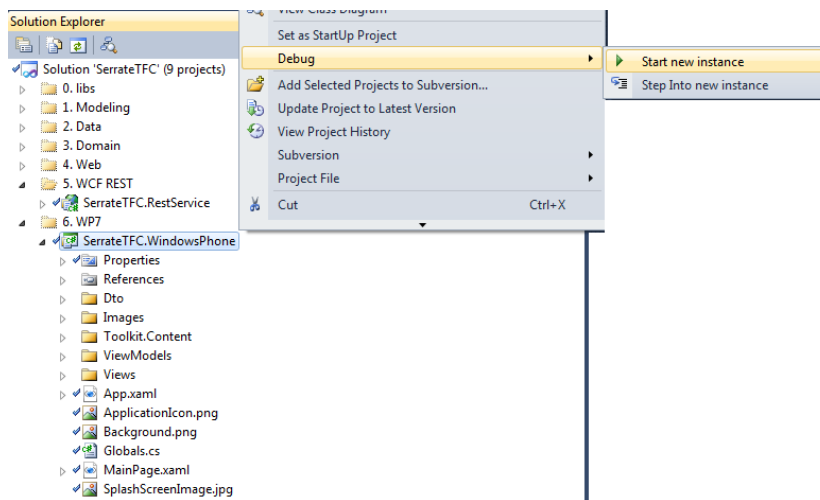 Solution Explorer
Solution 'SerrateTFC' (9 projects)
0. libs
1. Modeling
2. Data
3. Domain
4. Web
5. WCF REST
SerrateTFC.RestService
6. WP7
SerrateTFC.WindowsPhone
Properties
References
Dto
Images
Toolkit.Content
ViewModels
Views
App.xaml
ApplicationIcon.png
Background.png
Globals.cs
MainPage.xaml
SplashScreenImage.jpg
View Class Diagram
Set as StartUp Project
Debug
Add Selected Projects to Subversion...
Update Project to Latest Version
View Project History
Subversion
Project File
Cut Ctrl+X
Start new instance
Step Into new instance